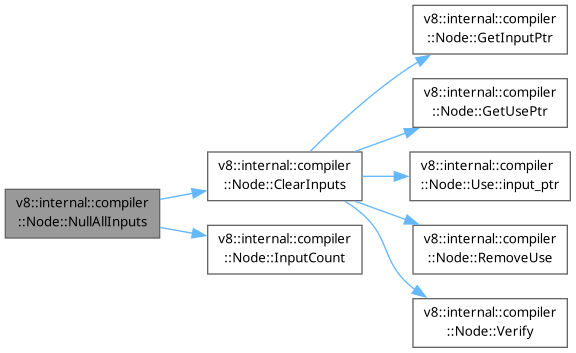 v8::internal::compiler
::Node::GetInputPtr
v8::internal::compiler
::Node::GetUsePtr
v8::internal::compiler
::Node::ClearInputs
v8::internal::compiler
::Node::Use::input_ptr
v8::internal::compiler
::Node::NullAllInputs
v8::internal::compiler
::Node::InputCount
v8::internal::compiler
::Node::RemoveUse
v8::internal::compiler
::Node::Verify